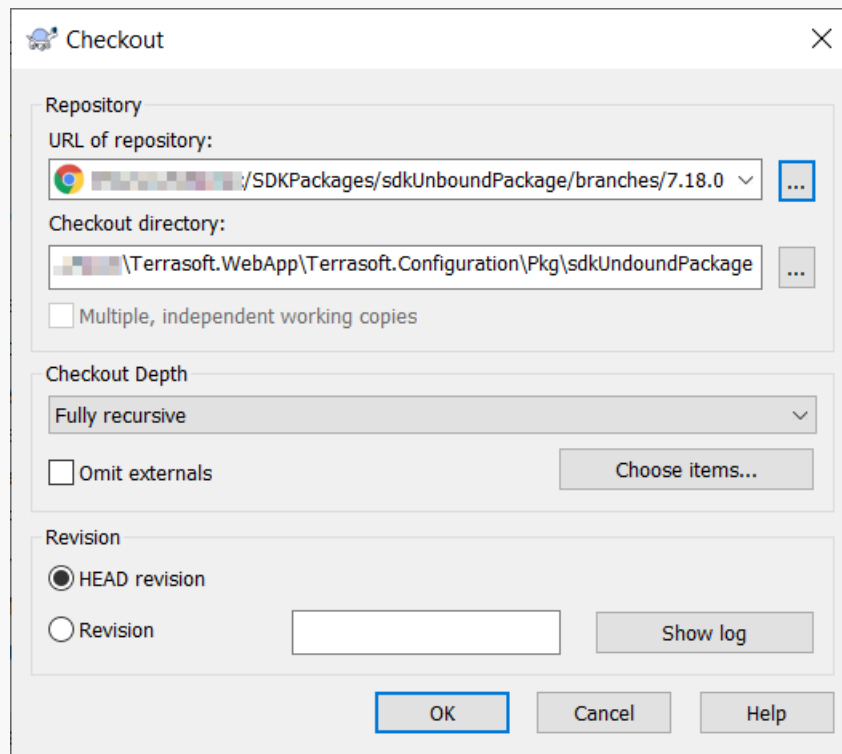 Checkout
Repository
URL of repository:
:/SDKPackages/sdkUnboundPackage/branches/7.18.0
...
Checkout directory:
\Terrasoft.WebApp\Terrasoft.Configuration\Pkg\sdkUndoundPackage
...
Multiple, independent working copies
Checkout Depth
Fully recursive
Omit externals
Choose items...
Revision
HEAD revision
Revision
Show log
OK
Cancel
Help